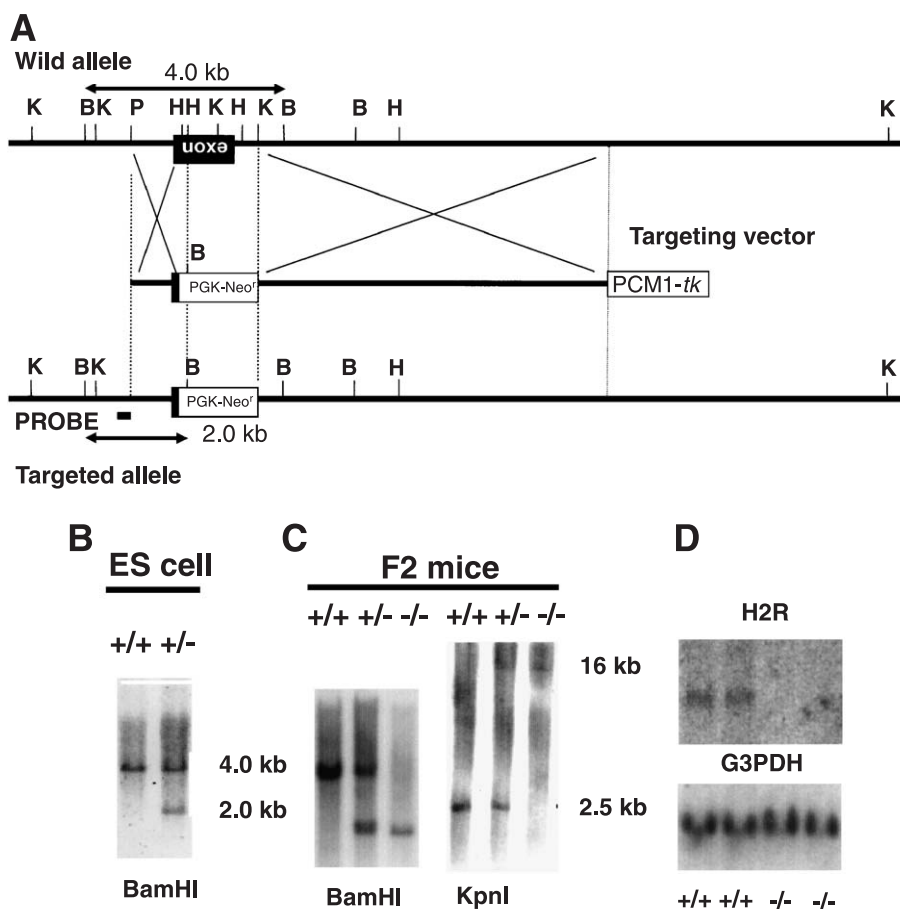 A
Wild allele
4.0 kb
K B K P H H K H K B B H K
exon
B
Targeting vector
PGK-Neoʳ
PCM1-tk
K B K B B B H K
PGK-Neoʳ
PROBE
2.0 kb
Targeted allele
B
ES cell
+/+ +/-
4.0 kb
2.0 kb
BamHI
C
F2 mice
+/+ +/- -/- +/+ +/- -/-
16 kb
2.5 kb
BamHI KpnI
D
H2R
G3PDH
+/+ +/+ -/- -/-